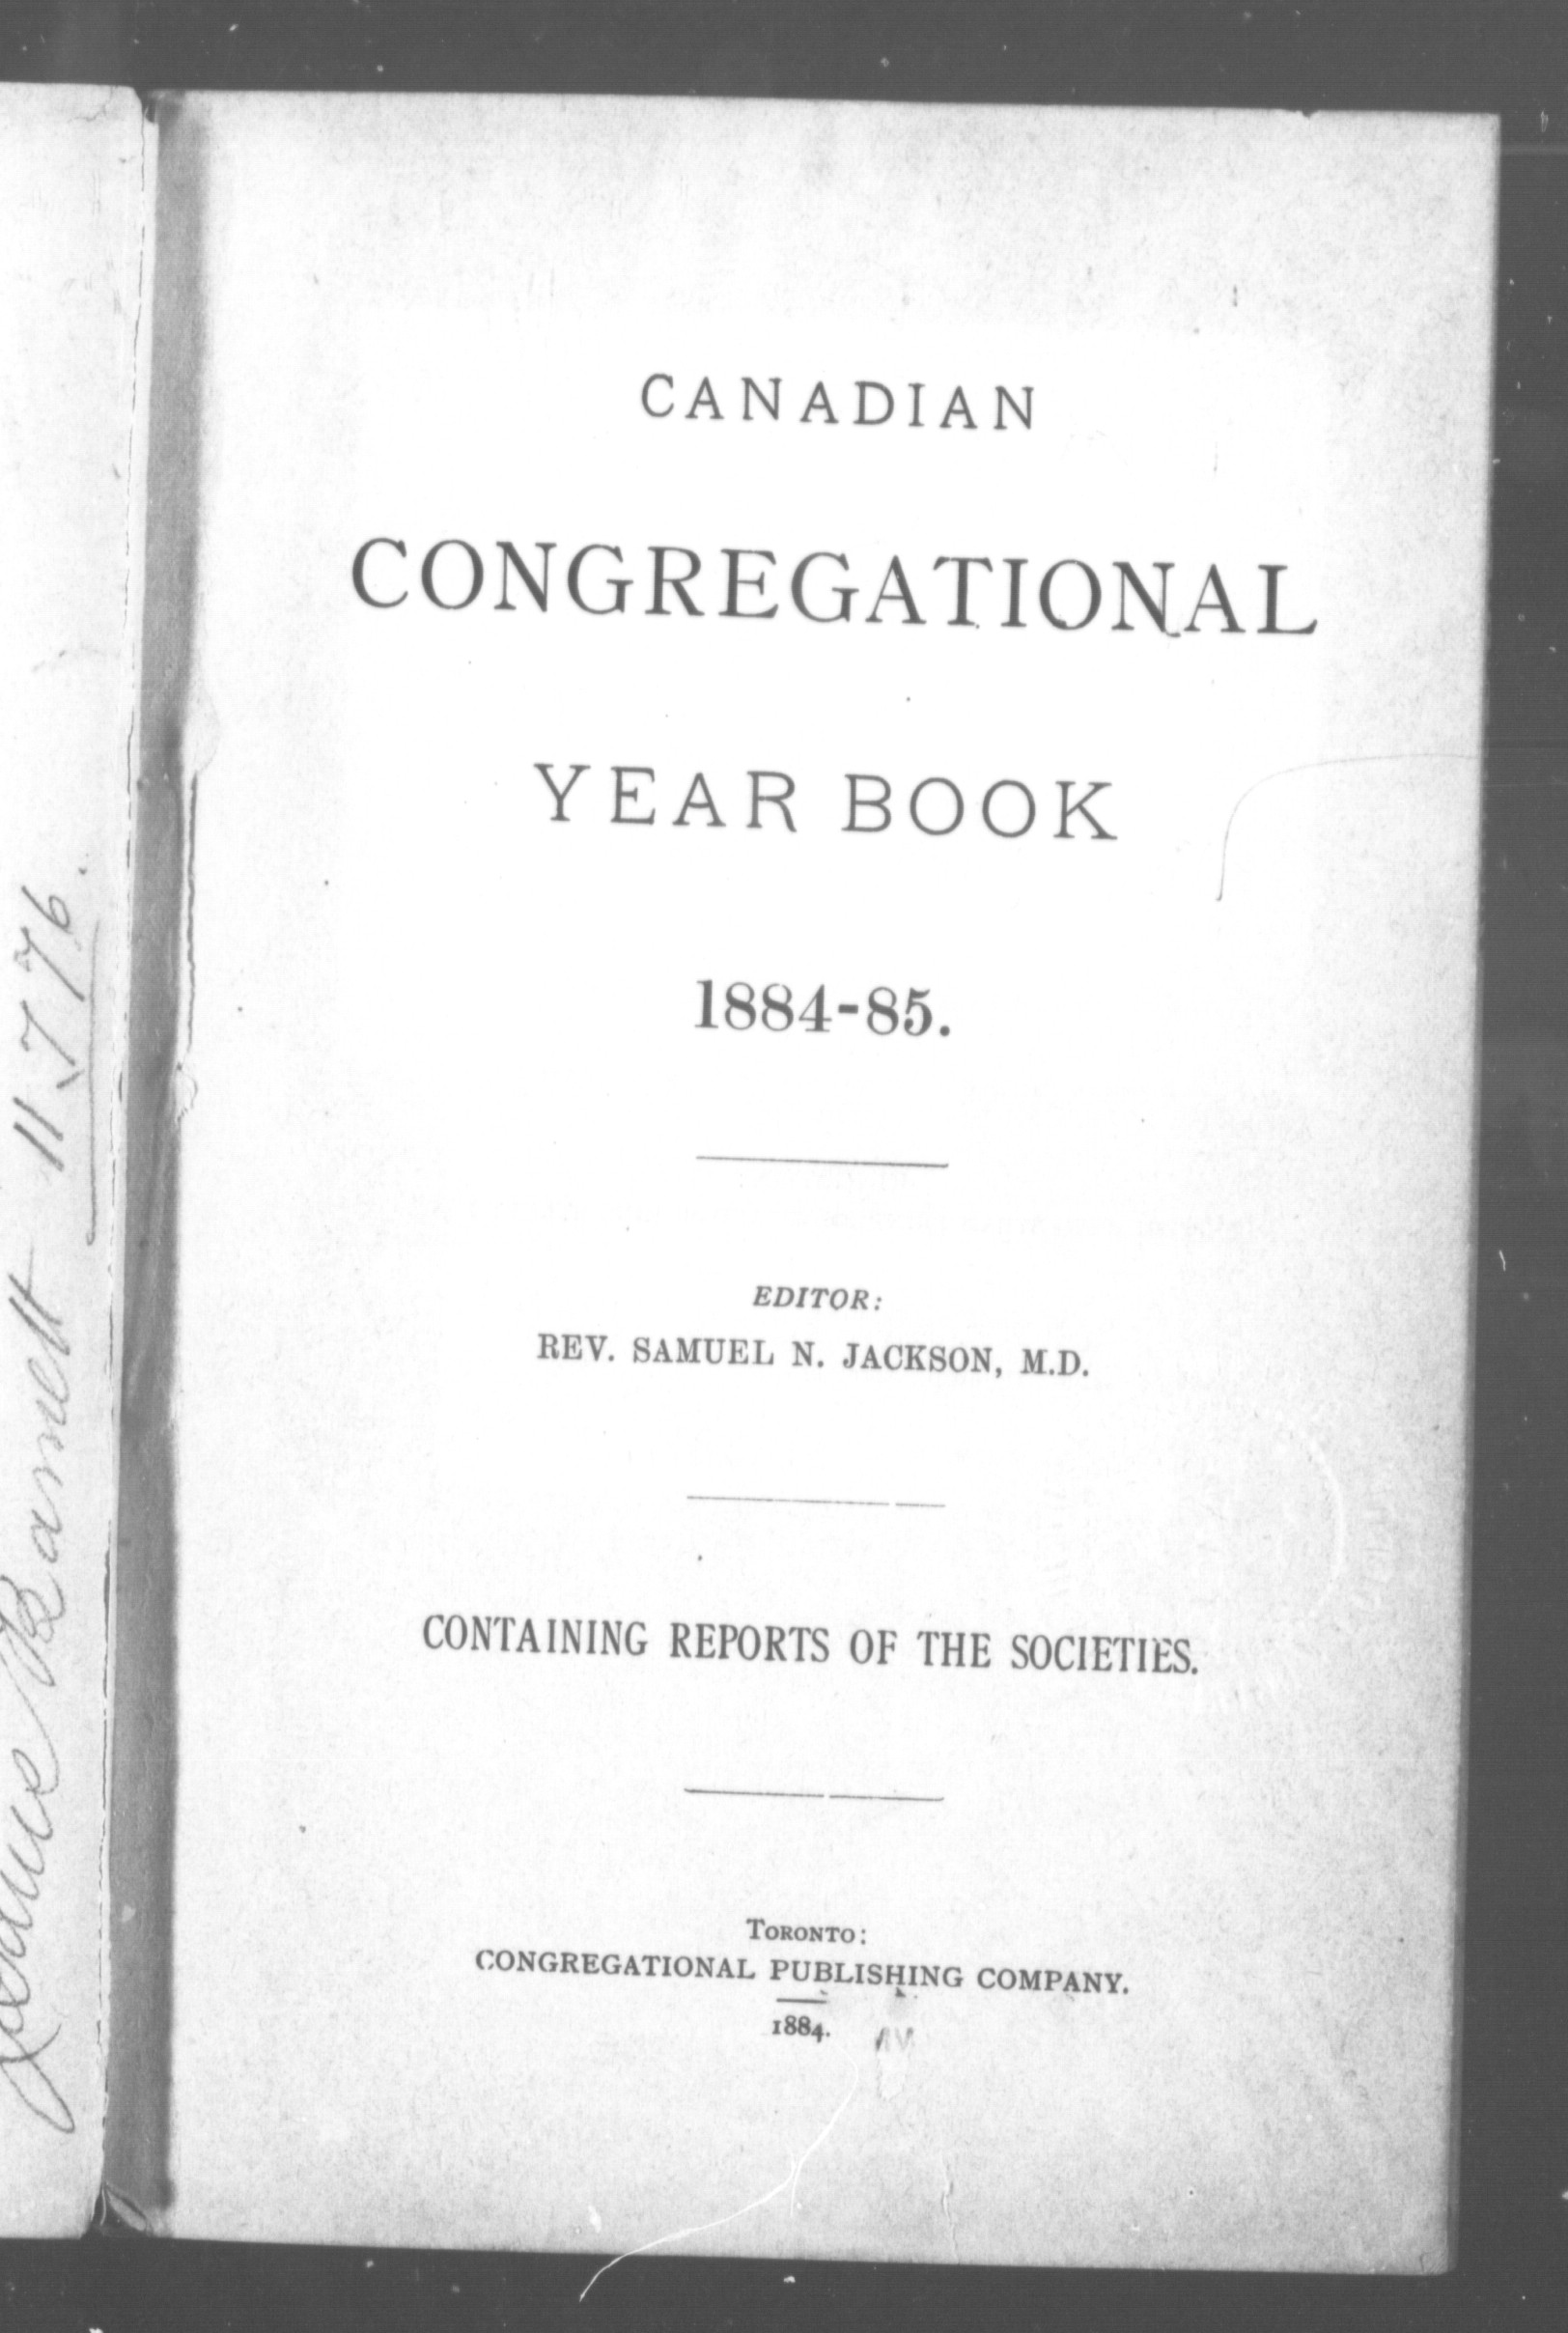 CANADIAN
CONGREGATIONAL
YEAR BOOK
1884-85.
EDITOR:
REV. SAMUEL N. JACKSON, M.D.
CONTAINING REPORTS OF THE SOCIETIES.
TORONTO:
CONGREGATIONAL PUBLISHING COMPANY.
1884.